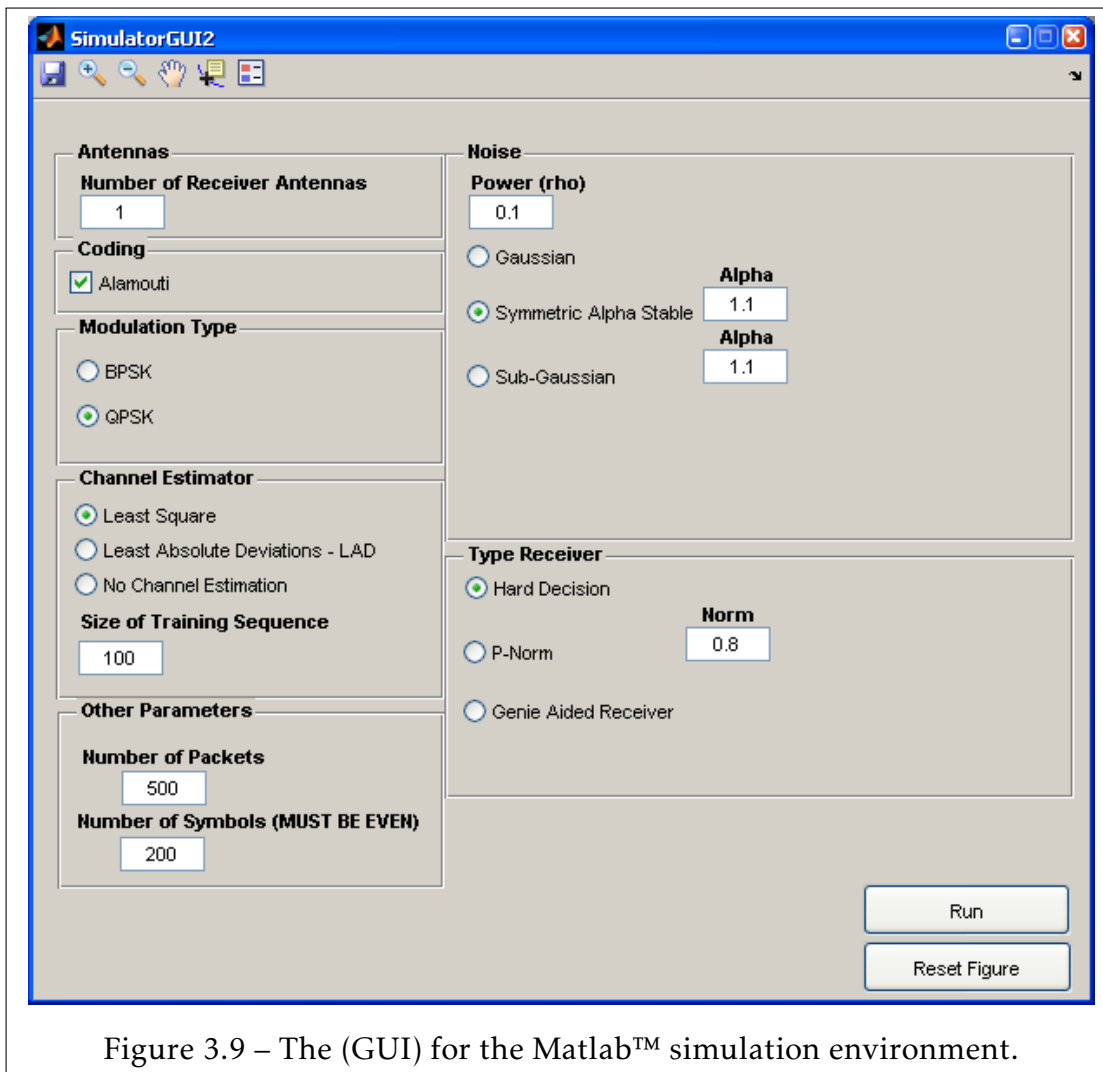 SimulatorGUI2
Antennas
Number of Receiver Antennas
1
Coding
Alamouti
Modulation Type
BPSK
QPSK
Channel Estimator
Least Square
Least Absolute Deviations - LAD
No Channel Estimation
Size of Training Sequence
100
Other Parameters
Number of Packets
500
Number of Symbols (MUST BE EVEN)
200
Noise
Power (rho)
0.1
Gaussian
Alpha
Symmetric Alpha Stable 1.1
Alpha
Sub-Gaussian 1.1
Type Receiver
Hard Decision
Norm
P-Norm 0.8
Genie Aided Receiver
Run
Reset Figure
Figure 3.9 – The (GUI) for the Matlab™ simulation environment.